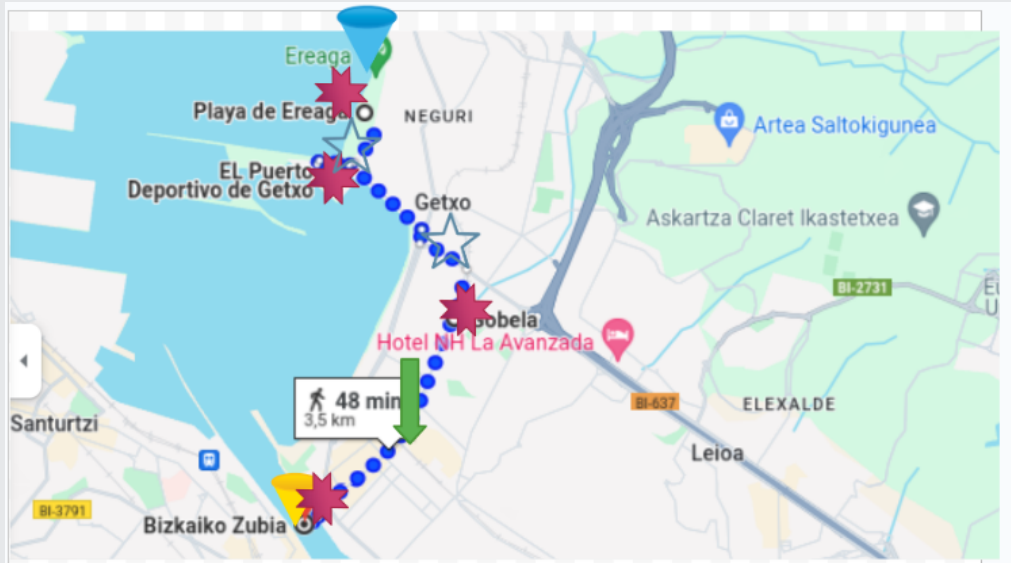 Ereaga
Playa de Ereaga
NEGURI
Artea Saltokigunea
EL Puerto
Deportivo de Getxo
Getxo
Askartza Claret Ikastetxea
BI-2731
Hotel NH La Avanzada
48 min
3,5 km
BI-637
ELEXALDE
Santurtzi
Leioa
BI-3791
Bizkaiko Zubia